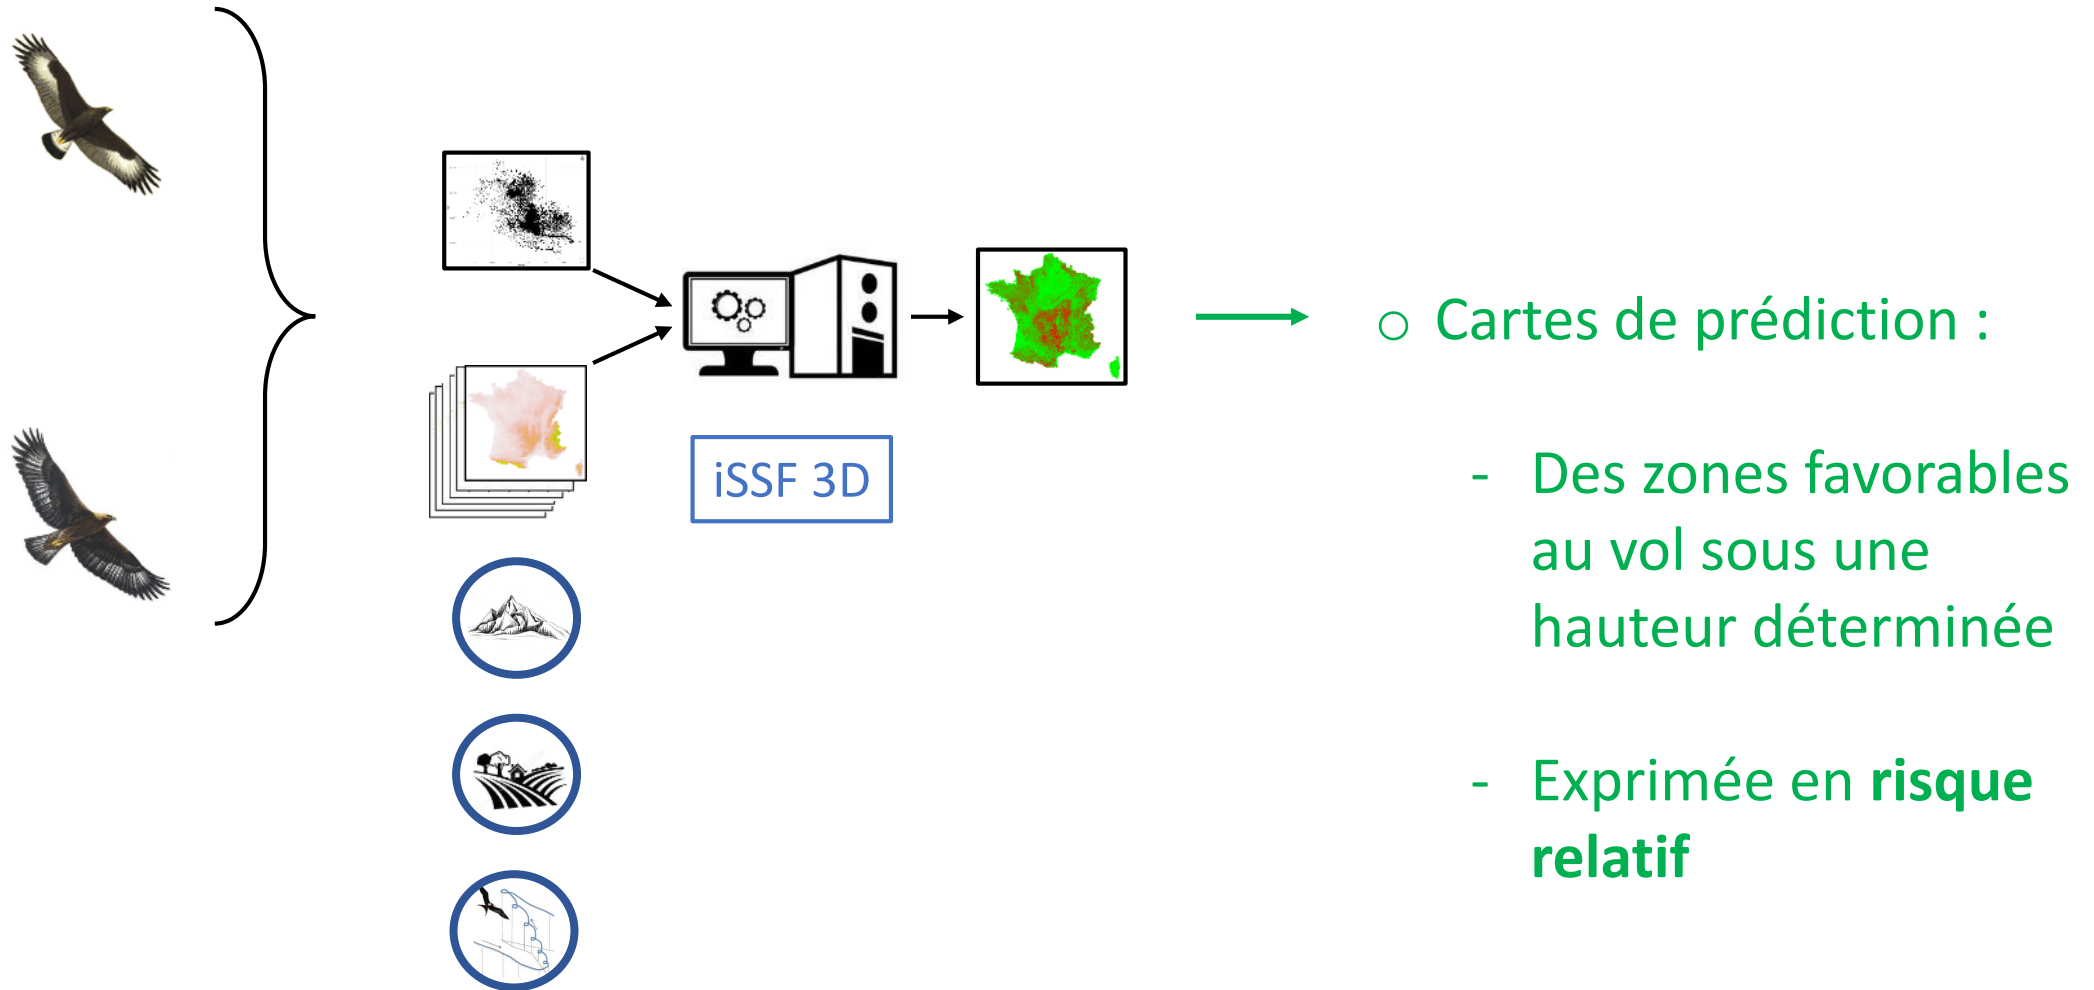 iSSF 3D
○ Cartes de prédiction :
- Des zones favorables
au vol sous une
hauteur déterminée
- Exprimée en risque
relatif